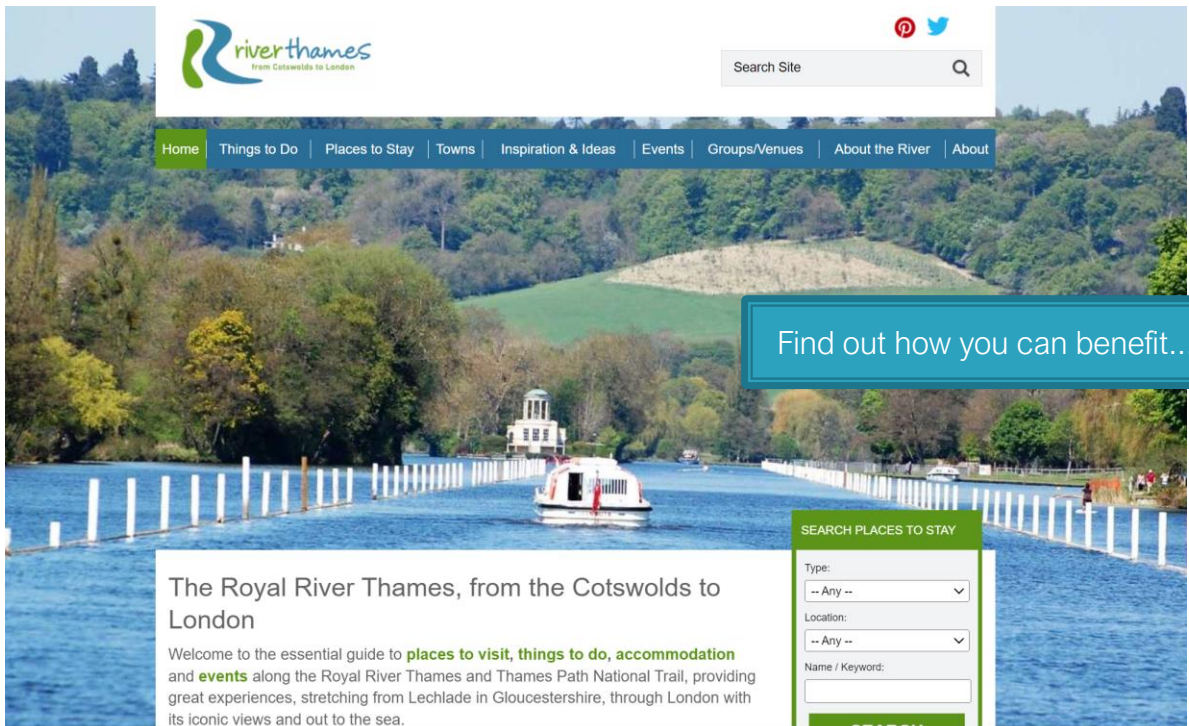 river thames
from Cotswolds to London
Search Site
Home
Things to Do
Places to Stay
Towns
Inspiration & Ideas
Events
Groups/Venues
About the River
About
Find out how you can benefit..
SEARCH PLACES TO STAY
Type:
-- Any --
Location:
-- Any --
Name / Keyword:
SEARCH
The Royal River Thames, from the Cotswolds to
London
Welcome to the essential guide to places to visit, things to do, accommodation
and events along the Royal River Thames and Thames Path National Trail, providing
great experiences, stretching from Lechlade in Gloucestershire, through London with
its iconic views and out to the sea.